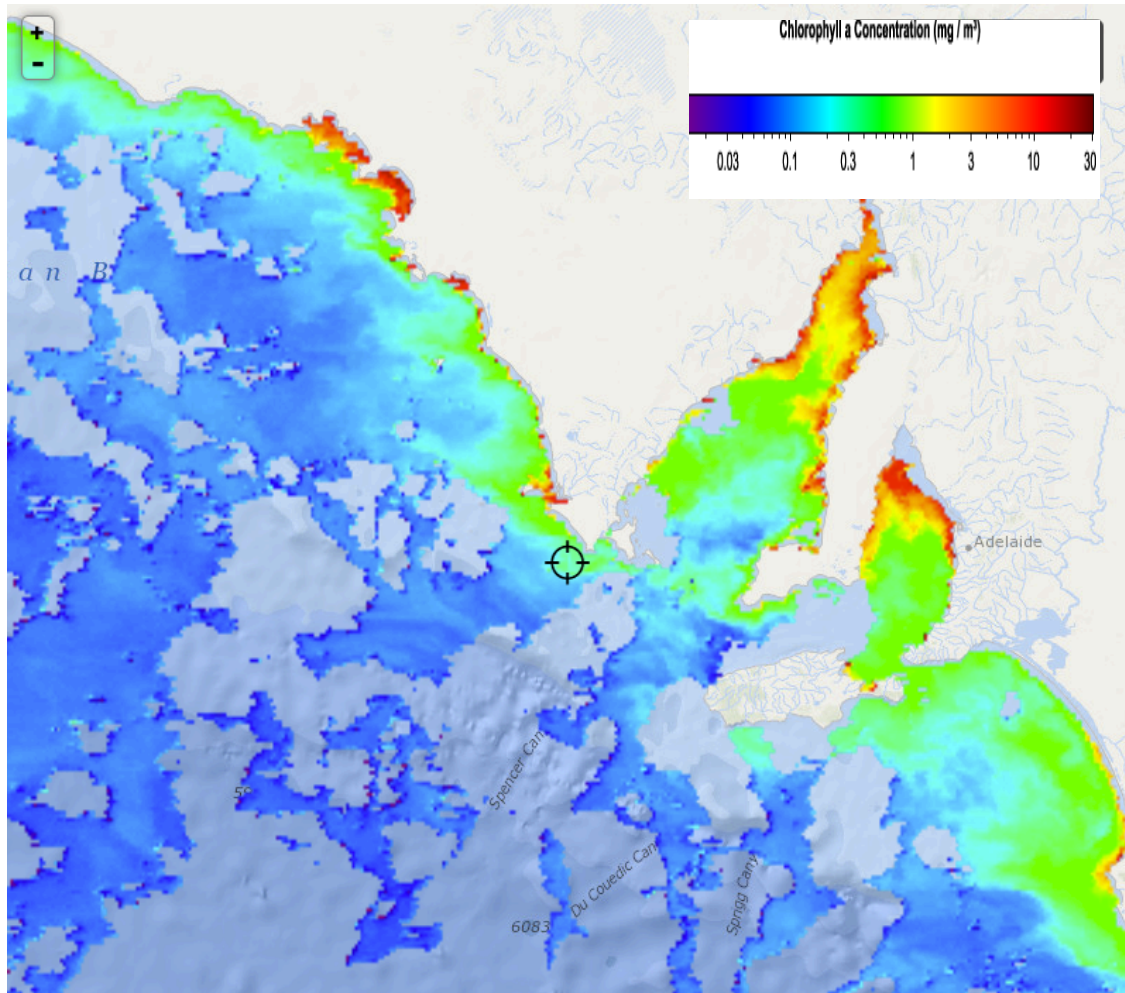 +
-
Chlorophyll a Concentration (mg / m³)
0.03 0.1 0.3 1 3 10 30
a n B
Adelaide
Spencer Can
Du Couedic Can
Sprigg Cany
6083